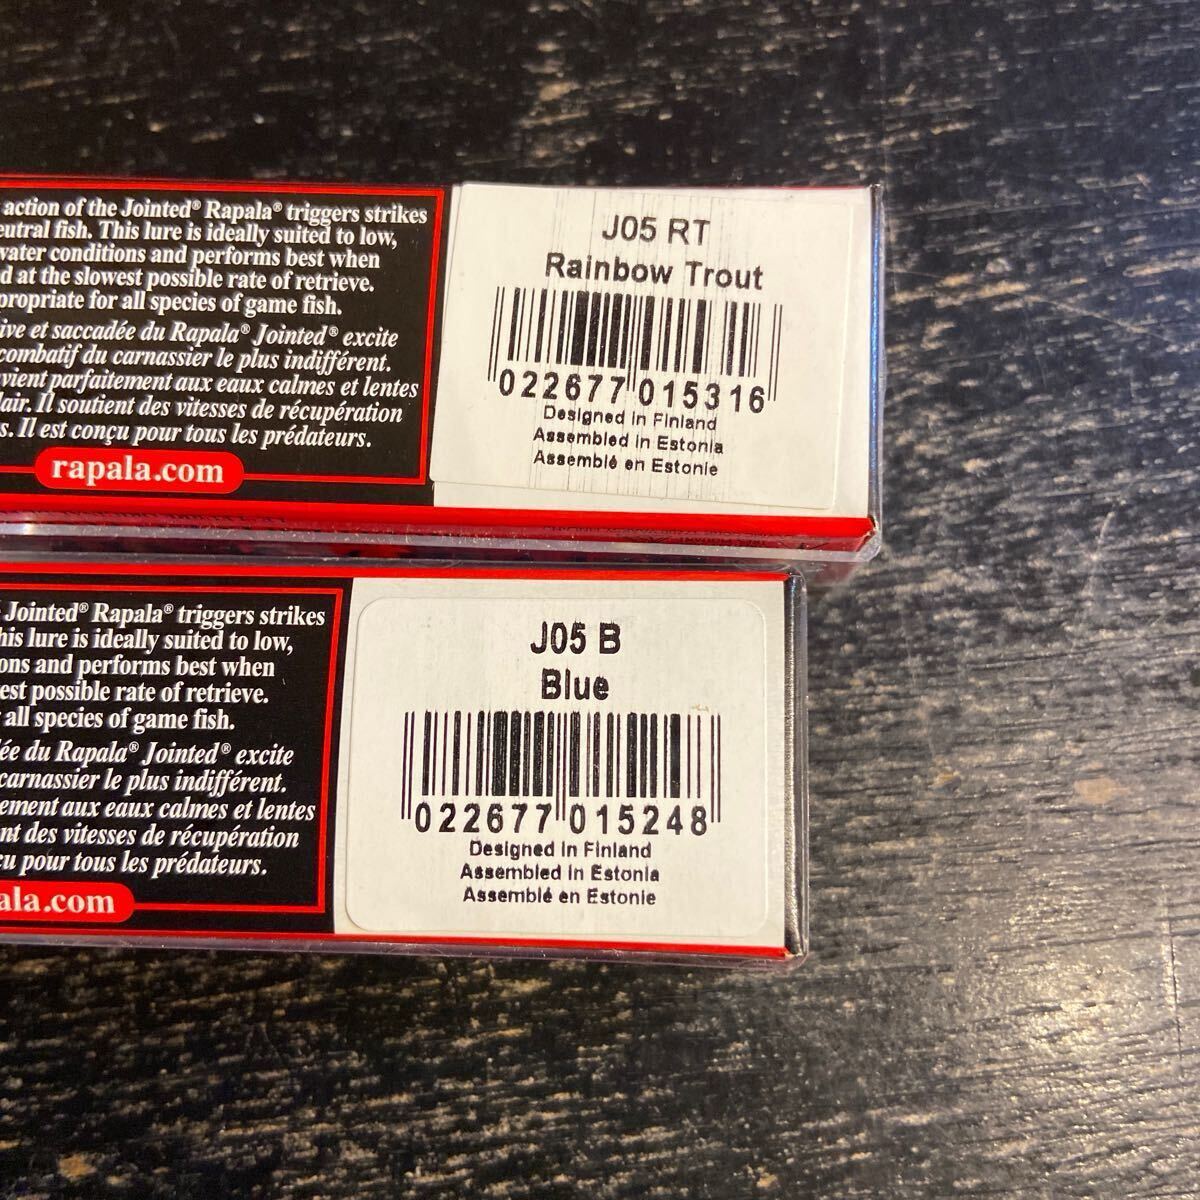 action of the Jointed® Rapala® triggers strikes
eutral fish. This lure is ideally suited to low,
water conditions and performs best when
d at the slowest possible rate of retrieve.
propriate for all species of game fish.
ive et saccadée du Rapala® Jointed® excite
combatif du carnassier le plus indifférent.
vient parfaitement aux eaux calmes et lentes
lair. Il soutient des vitesses de récupération
s. Il est conçu pour tous les prédateurs.
rapala.com
J05 RT
Rainbow Trout
022677 015316
Designed in Finland
Assembled in Estonia
Assemblé en Estonie
Jointed® Rapala® triggers strikes
his lure is ideally suited to low,
ons and performs best when
est possible rate of retrieve.
all species of game fish.
ée du Rapala® Jointed® excite
carnassier le plus indifférent.
ement aux eaux calmes et lentes
nt des vitesses de récupération
çu pour tous les prédateurs.
ala.com
J05 B
Blue
022677 015248
Designed in Finland
Assembled in Estonia
Assemblé en Estonie